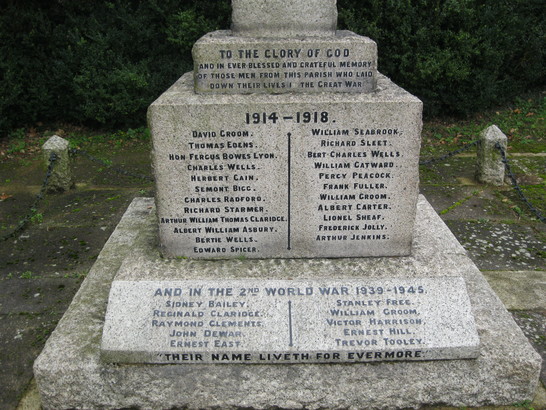 TO THE GLORY OF GOD
AND IN EVER-BLESSED AND GRATEFUL MEMORY
OF THOSE MEN FROM THIS PARISH WHO LAID
DOWN THEIR LIVES I THE GREAT WAR
1914-1918.
DAVID GROOM.
THOMAS EDENS.
HON FERGUS BOWES LYON.
CHARLES WELLS.
HERBERT CAIN.
SEMONT BIGG.
CHARLES RADFORD.
RICHARD STARMER.
ARTHUR WILLIAM THOMAS CLARIDGE.
ALBERT WILLIAM ASBURY.
BERTIE WELLS.
EDWARD SPICER.
WILLIAM SEABROOK.
RICHARD SLEET.
BERT CHARLES WELLS.
WILLIAM CATWARD.
PERCY PEACOCK.
FRANK FULLER.
WILLIAM GROOM.
ALBERT CARTER.
LIONEL SHEAF.
FREDERICK JOLLY.
ARTHUR JENKINS.
AND IN THE 2ND WORLD WAR 1939-1945.
SIDNEY BAILEY.
REGINALD CLARIDGE.
RAYMOND CLEMENTS.
JOHN DEWAR.
ERNEST EAST.
STANLEY FREE.
WILLIAM GROOM.
VICTOR HARRISON.
ERNEST HILL.
TREVOR TOOLEY.
"THEIR NAME LIVETH FOR EVERMORE"